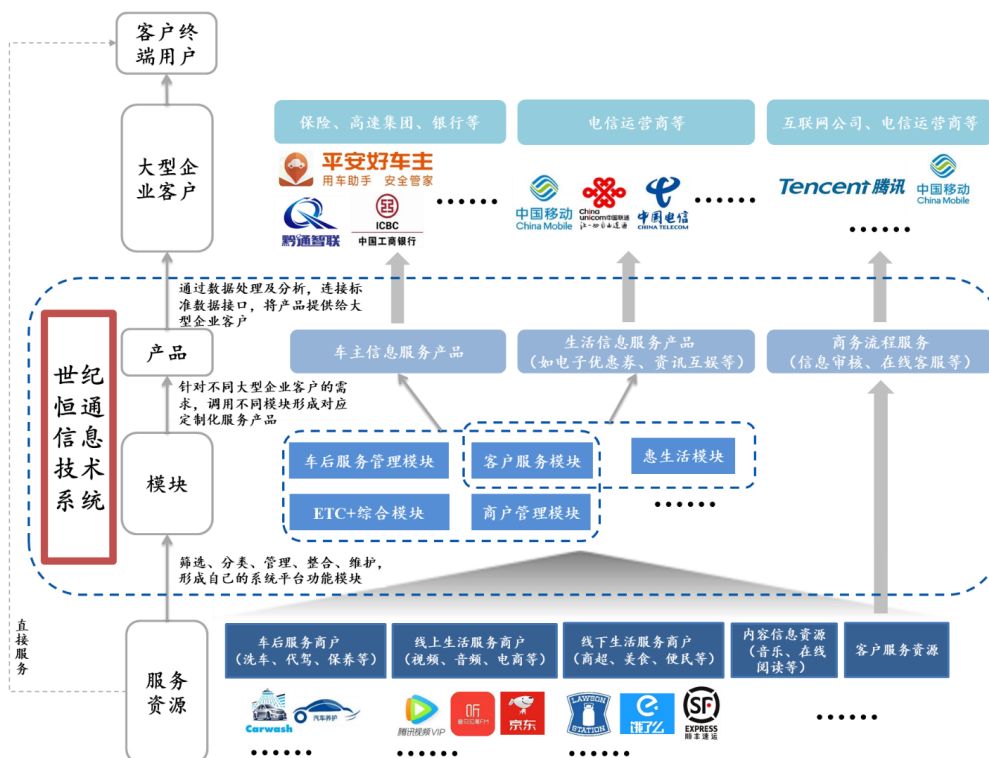 客户终
端用户
保险、高速集团、银行等
电信运营商等
互联网公司、电信运营商等
大型企
业客户
平安好车主
用车助手 安全管家
黔通智联
ICBC
中国工商银行
中国移动
China Mobile
China
unicom中国联通
中国电信
CHINA TELECOM
Tencent 腾讯
中国移动
China Mobile
通过数据处理及分析，连接标
准数据接口，将产品提供给大
型企业客户
世纪
恒通
信息
技术
系统
产品
车主信息服务产品
生活信息服务产品
（如电子优惠券、资讯互娱等）
商务流程服务
（信息审核、在线客服等）
针对不同大型企业客户的需
求，调用不同模块形成对应
定制化服务产品
模块
车后服务管理模块
客户服务模块
惠生活模块
ETC+综合模块
商户管理模块
筛选、分类、管理、整合、维护，
形成自己的系统平台功能模块
直接服务
服务
资源
车后服务商户
（洗车、代驾、保养等）
线上生活服务商户
（视频、音频、电商等）
线下生活服务商户
（商超、美食、便民等）
内容信息资源
（音乐、在线
阅读等）
客户服务资源
Carwash
汽车养护
腾讯视频VIP
听
京东
LAWSON
STATION
饿了么
SF
EXPRESS
顺丰速运